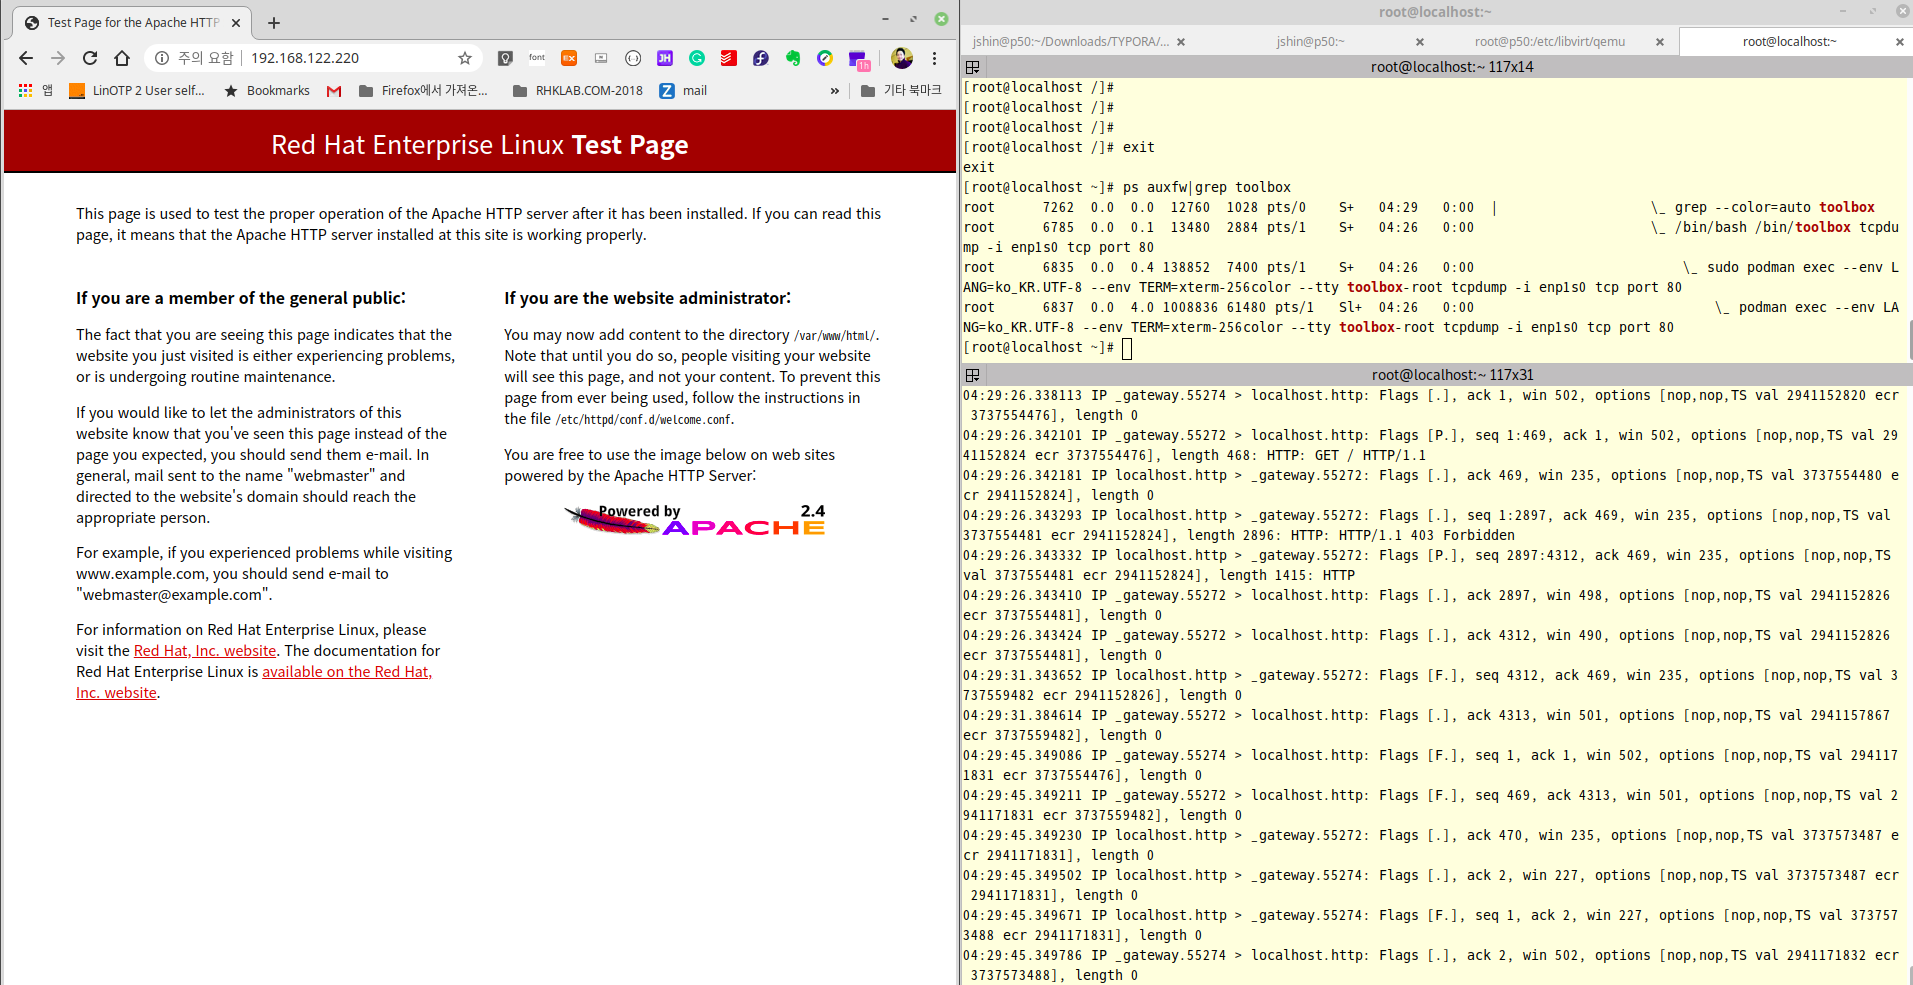 Test Page for the Apache HTTP
주의 요함
192.168.122.220
font
JH
1h
앱
LinOTP 2 User self...
Bookmarks
Firefox에서 가져온...
RHKLAB.COM-2018
mail
»
기타 북마크
Red Hat Enterprise Linux Test Page
This page is used to test the proper operation of the Apache HTTP server after it has been installed. If you can read this
page, it means that the Apache HTTP server installed at this site is working properly.
If you are a member of the general public:
The fact that you are seeing this page indicates that the
website you just visited is either experiencing problems,
or is undergoing routine maintenance.
If you would like to let the administrators of this
website know that you've seen this page instead of the
page you expected, you should send them e-mail. In
general, mail sent to the name "webmaster" and
directed to the website's domain should reach the
appropriate person.
For example, if you experienced problems while visiting
www.example.com, you should send e-mail to
"webmaster@example.com".
For information on Red Hat Enterprise Linux, please
visit the Red Hat, Inc. website. The documentation for
Red Hat Enterprise Linux is available on the Red Hat,
Inc. website.
If you are the website administrator:
You may now add content to the directory /var/www/html/.
Note that until you do so, people visiting your website
will see this page, and not your content. To prevent this
page from ever being used, follow the instructions in
the file /etc/httpd/conf.d/welcome.conf.
You are free to use the image below on web sites
powered by the Apache HTTP Server:
Powered by 2.4
APACHE
root@localhost:~
jshin@p50:~/Downloads/TYPORA/...
jshin@p50:~
root@p50:/etc/libvirt/qemu
root@localhost:~
root@localhost:~ 117x14
[root@localhost /]#
[root@localhost /]#
[root@localhost /]#
[root@localhost /]# exit
exit
[root@localhost ~]# ps auxfw|grep toolbox
root      7262  0.0  0.0  12760  1028 pts/0    S+   04:29   0:00  |                   \_ grep --color=auto toolbox
root      6785  0.0  0.1  13480  2884 pts/1    S+   04:26   0:00                      \_ /bin/bash /bin/toolbox tcpdu
mp -i enp1s0 tcp port 80
root      6835  0.0  0.4 138852  7400 pts/1    S+   04:26   0:00                          \_ sudo podman exec --env L
ANG=ko_KR.UTF-8 --env TERM=xterm-256color --tty toolbox-root tcpdump -i enp1s0 tcp port 80
root      6837  0.0  4.0 1008836 61480 pts/1   Sl+  04:26   0:00                              \_ podman exec --env LA
NG=ko_KR.UTF-8 --env TERM=xterm-256color --tty toolbox-root tcpdump -i enp1s0 tcp port 80
[root@localhost ~]#
root@localhost:~ 117x31
04:29:26.338113 IP _gateway.55274 > localhost.http: Flags [.], ack 1, win 502, options [nop,nop,TS val 2941152820 ecr
3737554476], length 0
04:29:26.342101 IP _gateway.55272 > localhost.http: Flags [P.], seq 1:469, ack 1, win 502, options [nop,nop,TS val 29
41152824 ecr 3737554476], length 468: HTTP: GET / HTTP/1.1
04:29:26.342181 IP localhost.http > _gateway.55272: Flags [.], ack 469, win 235, options [nop,nop,TS val 3737554480 e
cr 2941152824], length 0
04:29:26.343293 IP localhost.http > _gateway.55272: Flags [.], seq 1:2897, ack 469, win 235, options [nop,nop,TS val
3737554481 ecr 2941152824], length 2896: HTTP: HTTP/1.1 403 Forbidden
04:29:26.343332 IP localhost.http > _gateway.55272: Flags [P.], seq 2897:4312, ack 469, win 235, options [nop,nop,TS
val 3737554481 ecr 2941152824], length 1415: HTTP
04:29:26.343410 IP _gateway.55272 > localhost.http: Flags [.], ack 2897, win 498, options [nop,nop,TS val 2941152826
ecr 3737554481], length 0
04:29:26.343424 IP _gateway.55272 > localhost.http: Flags [.], ack 4312, win 490, options [nop,nop,TS val 2941152826
ecr 3737554481], length 0
04:29:31.343652 IP localhost.http > _gateway.55272: Flags [F.], seq 4312, ack 469, win 235, options [nop,nop,TS val 3
737559482 ecr 2941152826], length 0
04:29:31.384614 IP _gateway.55272 > localhost.http: Flags [.], ack 4313, win 501, options [nop,nop,TS val 2941157867
ecr 3737559482], length 0
04:29:45.349086 IP _gateway.55274 > localhost.http: Flags [F.], seq 1, ack 1, win 502, options [nop,nop,TS val 294117
1831 ecr 3737554476], length 0
04:29:45.349211 IP _gateway.55272 > localhost.http: Flags [F.], seq 469, ack 4313, win 501, options [nop,nop,TS val 2
941171831 ecr 3737559482], length 0
04:29:45.349230 IP localhost.http > _gateway.55272: Flags [.], ack 470, win 235, options [nop,nop,TS val 3737573487 e
cr 2941171831], length 0
04:29:45.349502 IP localhost.http > _gateway.55274: Flags [.], ack 2, win 227, options [nop,nop,TS val 3737573487 ecr
2941171831], length 0
04:29:45.349671 IP localhost.http > _gateway.55274: Flags [F.], seq 1, ack 2, win 227, options [nop,nop,TS val 373757
3488 ecr 2941171831], length 0
04:29:45.349786 IP _gateway.55274 > localhost.http: Flags [.], ack 2, win 502, options [nop,nop,TS val 2941171832 ecr
3737573488], length 0